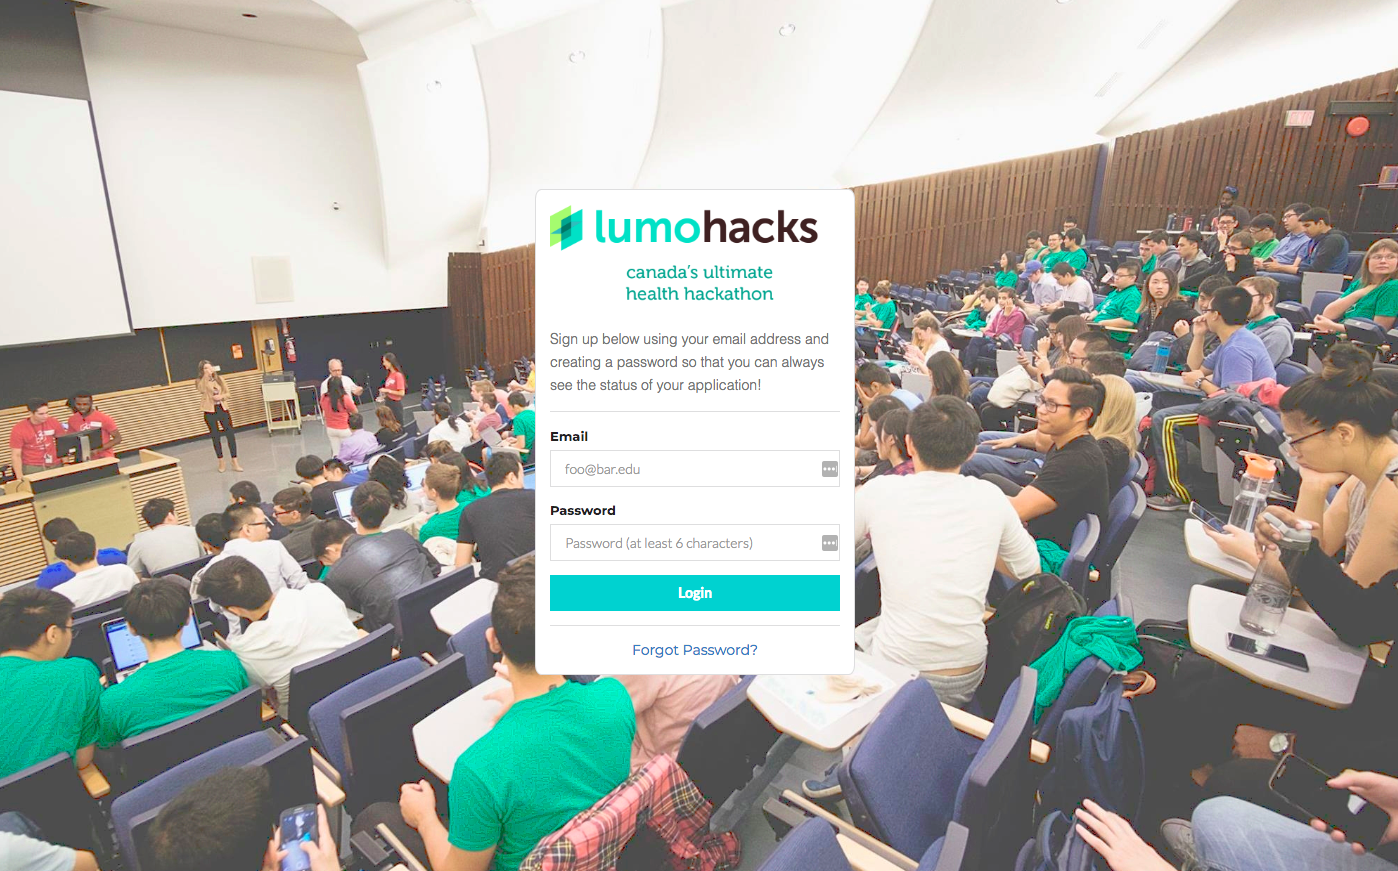 lumohacks
canada's ultimate
health hackathon
Sign up below using your email address and
creating a password so that you can always
see the status of your application!
Email
foo@bar.edu
Password
Password (at least 6 characters)
Login
Forgot Password?
EXIT